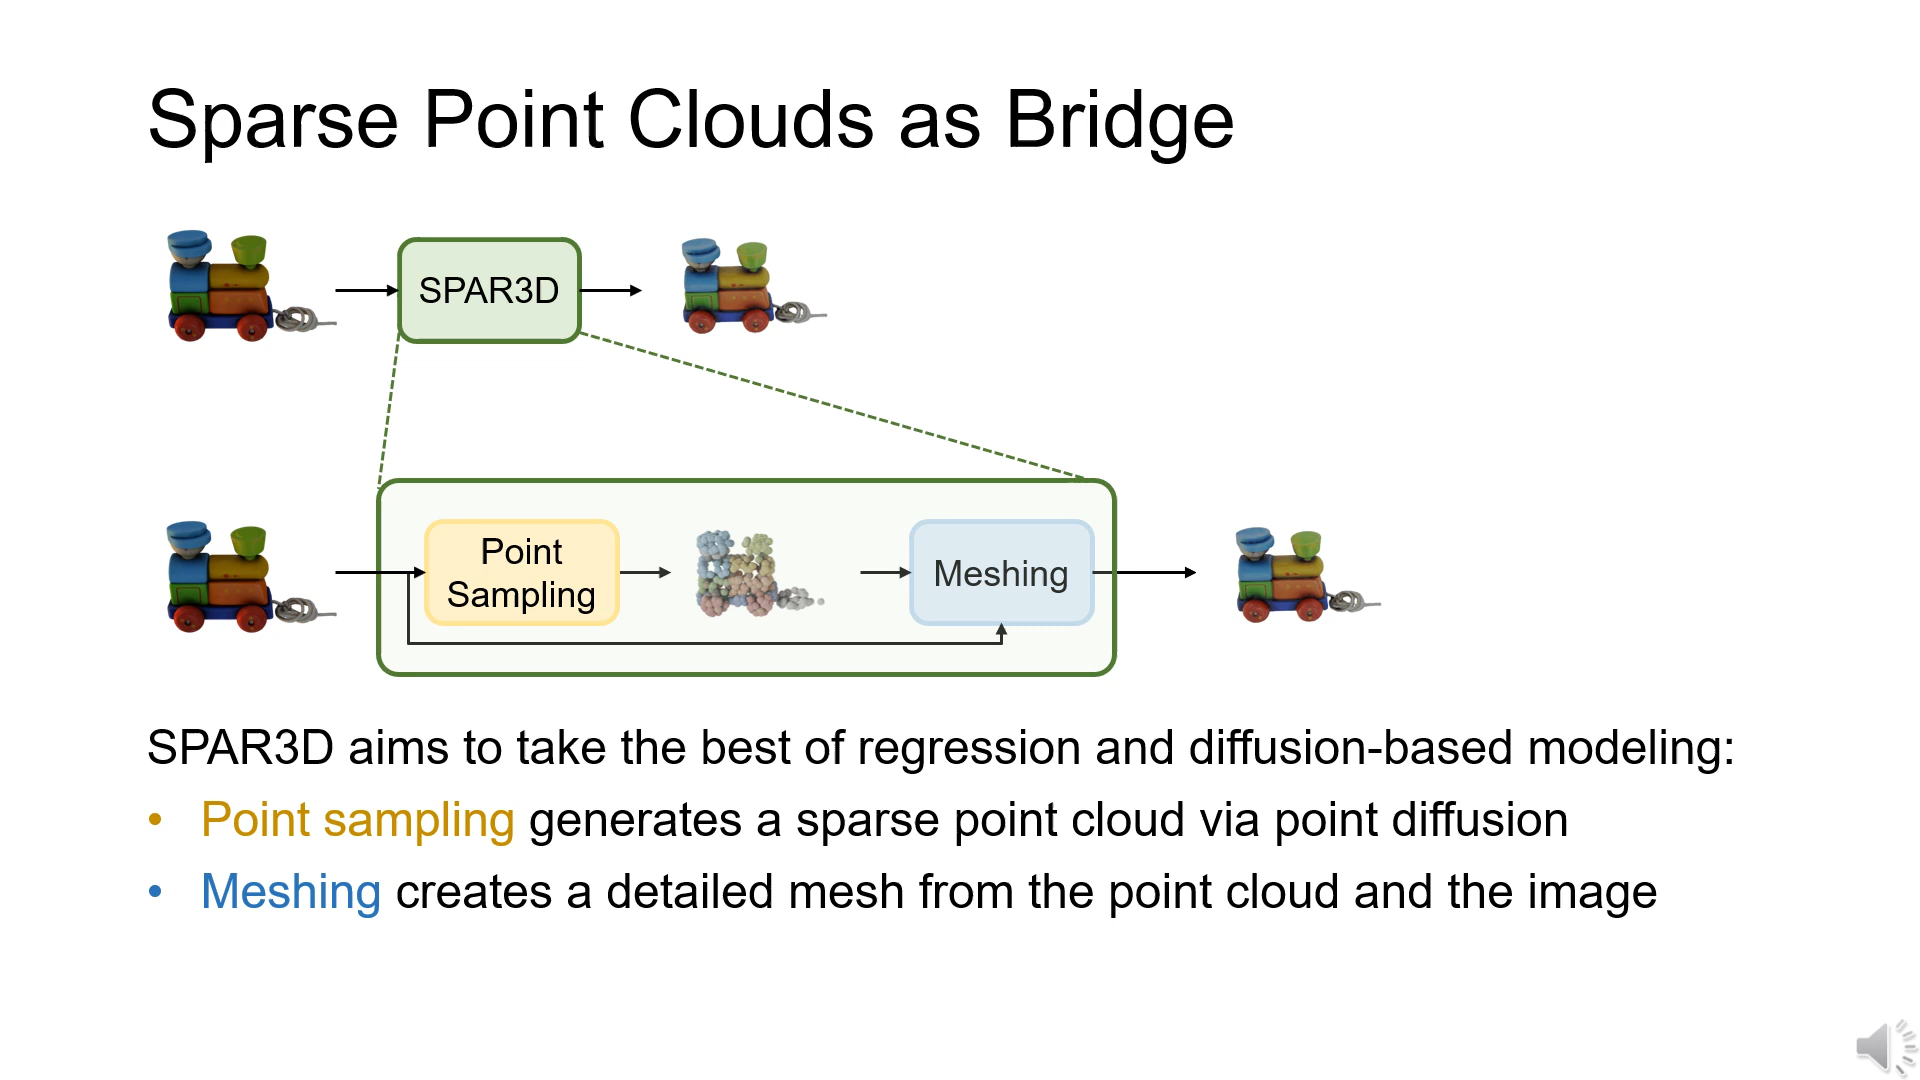 Sparse Point Clouds as Bridge
SPAR3D
Point
Sampling
Meshing
SPAR3D aims to take the best of regression and diffusion-based modeling:
• Point sampling generates a sparse point cloud via point diffusion
• Meshing creates a detailed mesh from the point cloud and the image